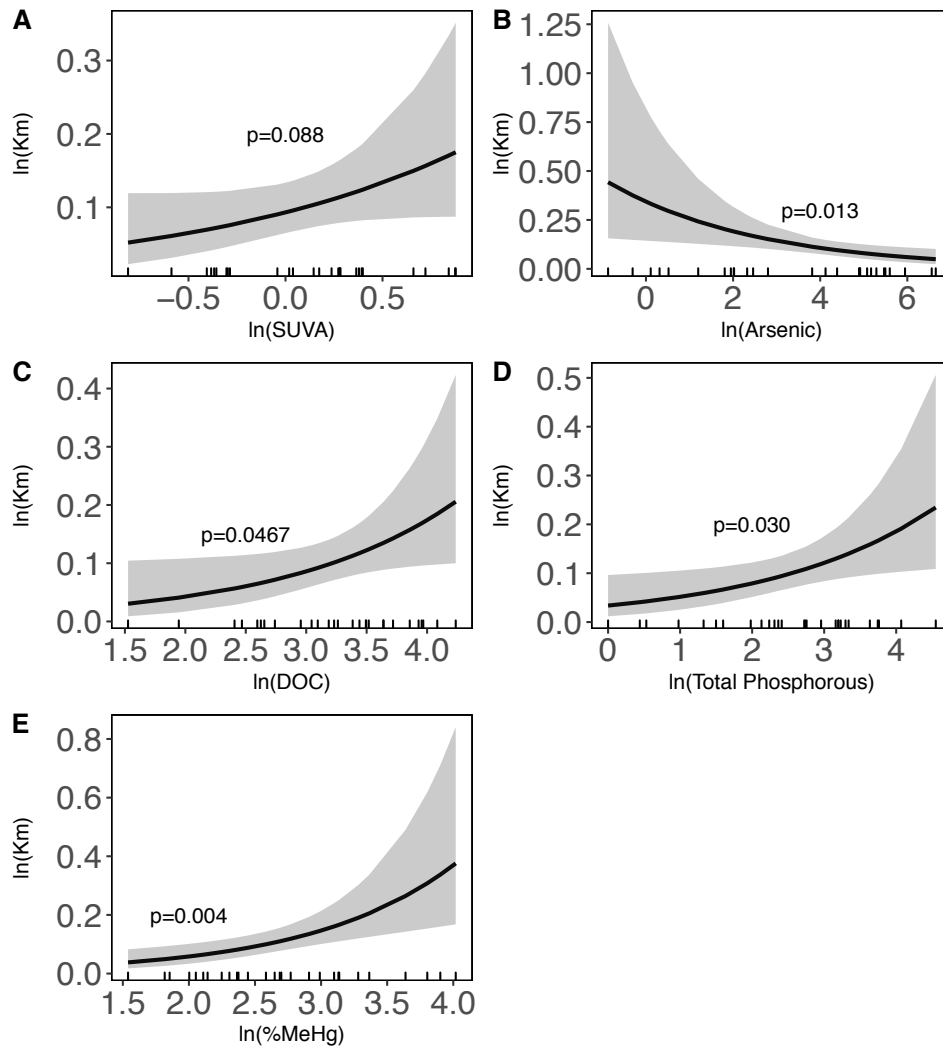 A
ln(Km)
0.3
0.2
0.1
p=0.088
−0.5
0.0
0.5
ln(SUVA)
B
ln(Km)
1.25
1.00
0.75
0.50
0.25
0.00
p=0.013
0
2
4
6
ln(Arsenic)
C
ln(Km)
0.4
0.3
0.2
0.1
0.0
p=0.0467
1.5
2.0
2.5
3.0
3.5
4.0
ln(DOC)
D
ln(Km)
0.5
0.4
0.3
0.2
0.1
0.0
p=0.030
0
1
2
3
4
ln(Total Phosphorous)
E
ln(Km)
0.8
0.6
0.4
0.2
0.0
p=0.004
1.5
2.0
2.5
3.0
3.5
4.0
ln(%MeHg)